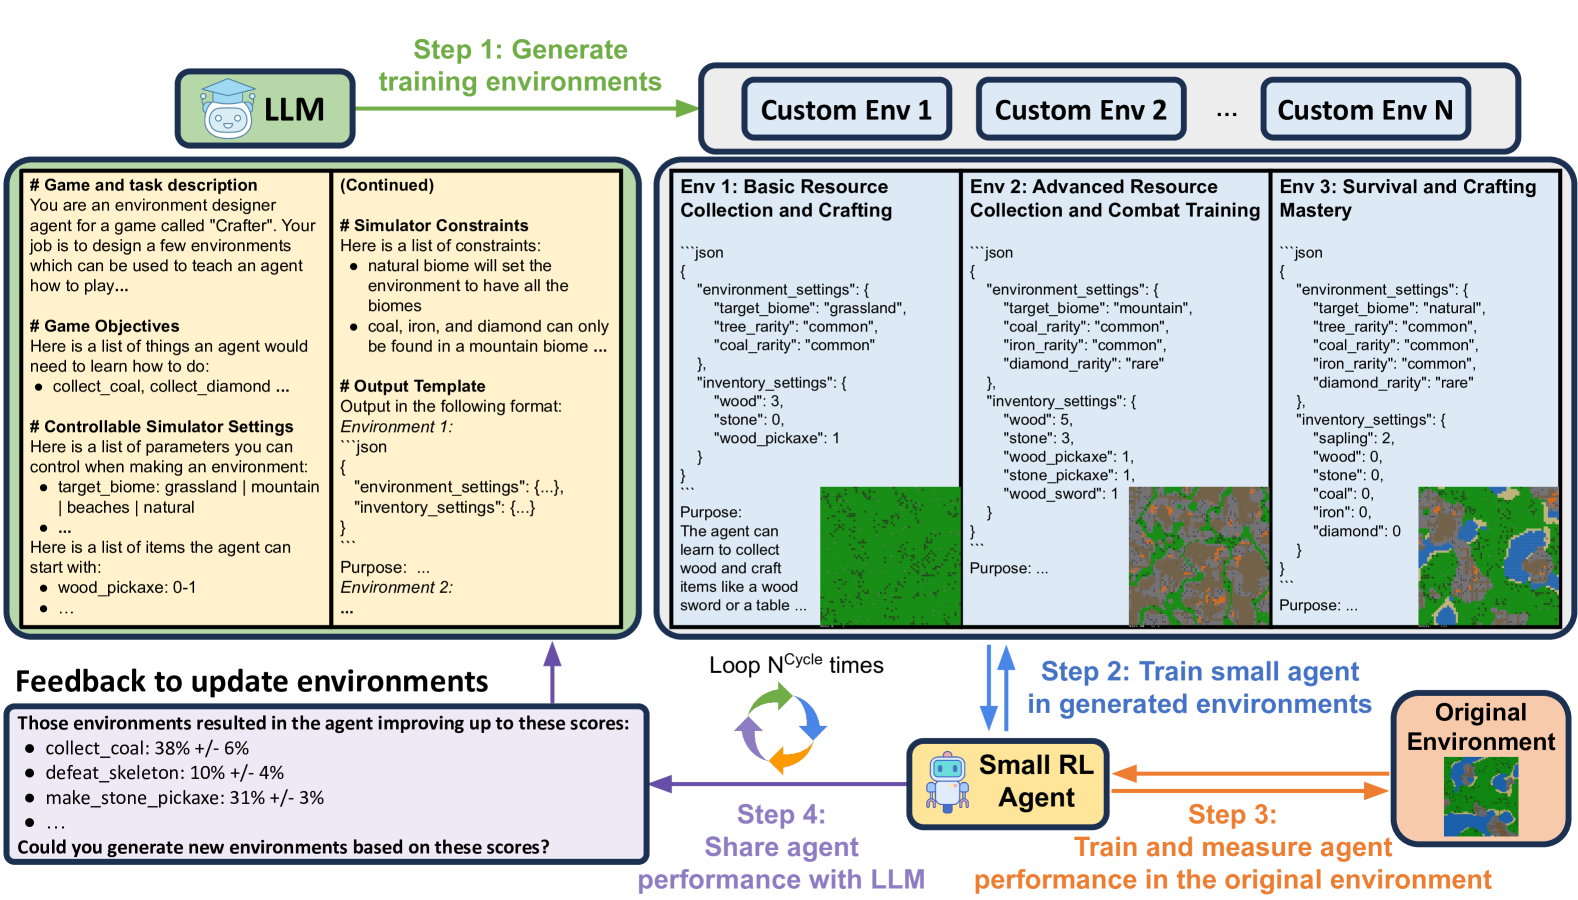 Step 1: Generate
training environments
LLM
Custom Env 1
Custom Env 2
...
Custom Env N
# Game and task description
You are an environment designer
agent for a game called "Crafter". Your
job is to design a few environments
which can be used to teach an agent
how to play...
# Game Objectives
Here is a list of things an agent would
need to learn how to do:
● collect_coal, collect_diamond ...
# Controllable Simulator Settings
Here is a list of parameters you can
control when making an environment:
● target_biome: grassland | mountain
| beaches | natural
● ...
Here is a list of items the agent can
start with:
● wood_pickaxe: 0-1
● ...
(Continued)
# Simulator Constraints
Here is a list of constraints:
● natural biome will set the
environment to have all the
biomes
● coal, iron, and diamond can only
be found in a mountain biome ...
# Output Template
Output in the following format:
Environment 1:
```json
{
"environment_settings": {...},
"inventory_settings": {...}
}
```
Purpose: ...
Environment 2:
...
Env 1: Basic Resource
Collection and Crafting
```json
{
"environment_settings": {
"target_biome": "grassland",
"tree_rarity": "common",
"coal_rarity": "common"
},
"inventory_settings": {
"wood": 3,
"stone": 0,
"wood_pickaxe": 1
}
}
```
Purpose:
The agent can
learn to collect
wood and craft
items like a wood
sword or a table ...
Env 2: Advanced Resource
Collection and Combat Training
```json
{
"environment_settings": {
"target_biome": "mountain",
"coal_rarity": "common",
"iron_rarity": "common",
"diamond_rarity": "rare"
},
"inventory_settings": {
"wood": 5,
"stone": 3,
"wood_pickaxe": 1,
"stone_pickaxe": 1,
"wood_sword": 1
}
}
```
Purpose: ...
Env 3: Survival and Crafting
Mastery
```json
{
"environment_settings": {
"target_biome": "natural",
"tree_rarity": "common",
"coal_rarity": "common",
"iron_rarity": "common",
"diamond_rarity": "rare"
},
"inventory_settings": {
"sapling": 2,
"wood": 0,
"stone": 0,
"coal": 0,
"iron": 0,
"diamond": 0
}
}
```
Purpose: ...
Feedback to update environments
Those environments resulted in the agent improving up to these scores:
● collect_coal: 38% +/- 6%
● defeat_skeleton: 10% +/- 4%
● make_stone_pickaxe: 31% +/- 3%
● ...
Could you generate new environments based on these scores?
Loop N^Cycle times
Step 2: Train small agent
in generated environments
Small RL
Agent
Original
Environment
Step 4:
Share agent
performance with LLM
Step 3:
Train and measure agent
performance in the original environment